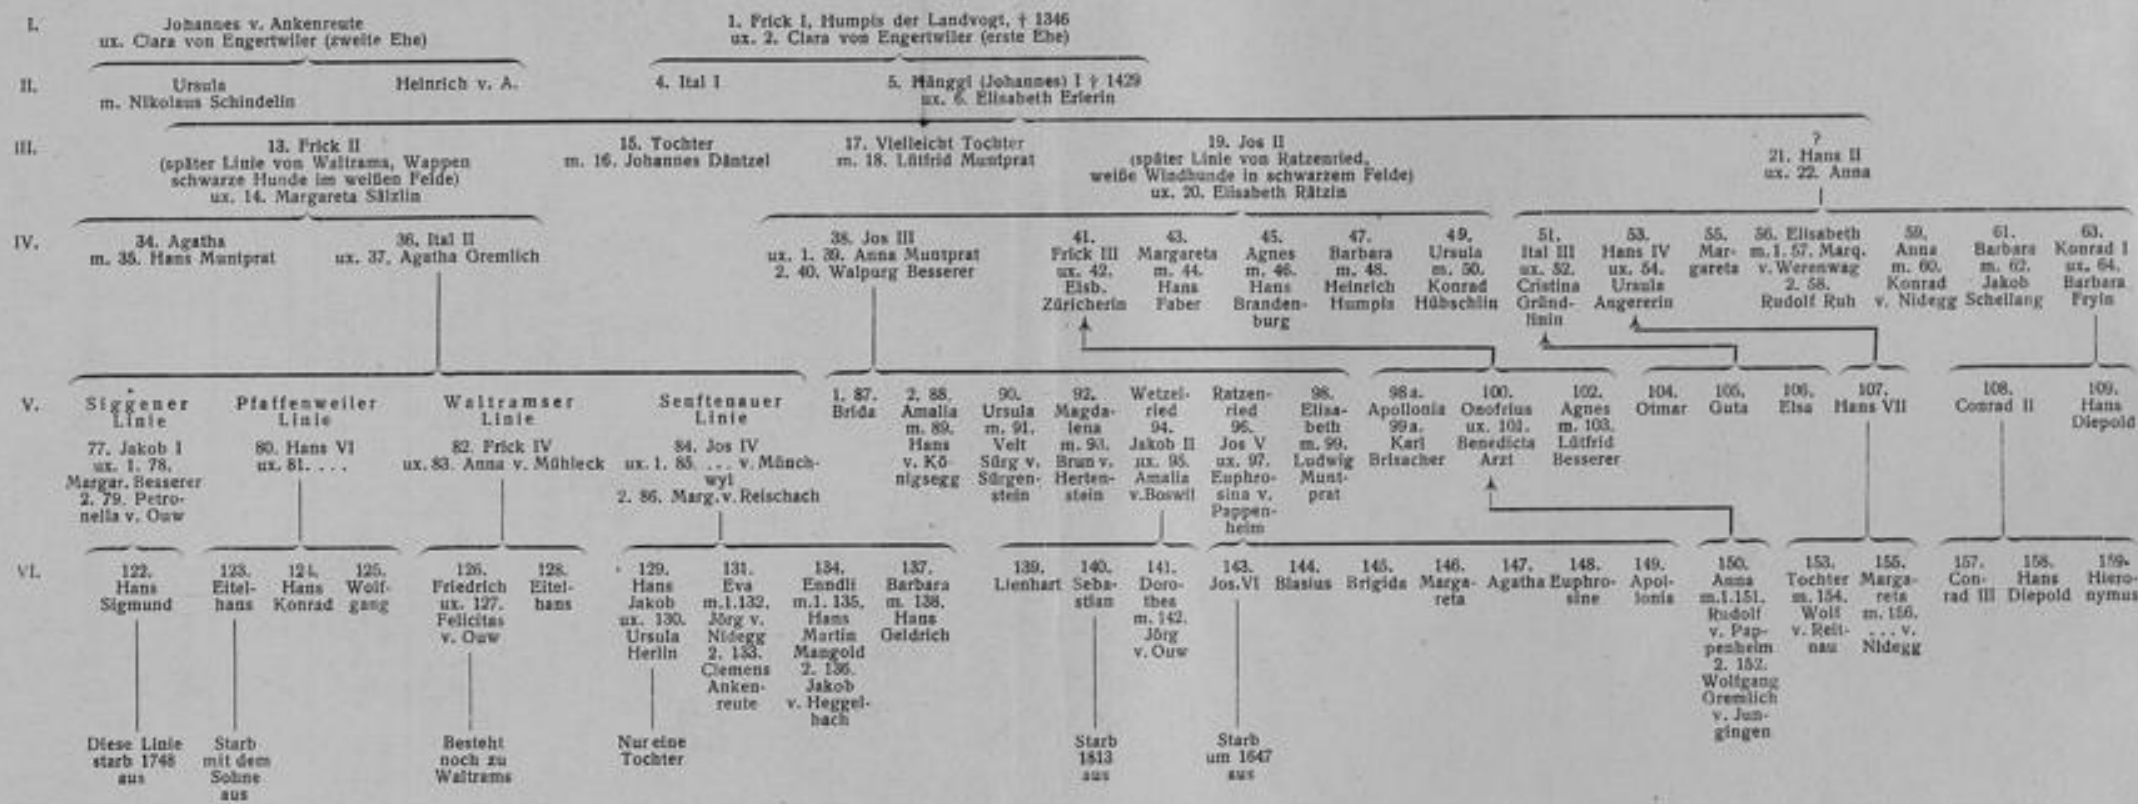 I.
Johannes v. Ankenreute
ux. Clara von Engertwiler (zweite Ehe)
1. Frick I, Humpis der Landvogt, † 1346
ux. 2. Clara von Engertwiler (erste Ehe)
II.
Ursula
m. Nikolaus Schindelin
Heinrich v. A.
4. Ital I
5. Hänggi (Johannes) I † 1429
ux. 6. Elisabeth Erlerin
III.
13. Frick II
(später Linie von Waltrams, Wappen
schwarze Hunde im weißen Felde)
ux. 14. Margareta Sälzlin
15. Tochter
m. 16. Johannes Däntzel
17. Vielleicht Tochter
m. 18. Lütfrid Muntprat
19. Jos II
(später Linie von Ratzenried,
weiße Windhunde in schwarzem Felde)
ux. 20. Elisabeth Rätzin
?
21. Hans II
ux. 22. Anna
IV.
34. Agatha
m. 35. Hans Muntprat
36. Ital II
ux. 37. Agatha Gremlich
38. Jos III
ux. 1. 39. Anna Muntprat
2. 40. Walpurg Besserer
41.
Frick III
ux. 42.
Elsb.
Züricherin
43.
Margareta
m. 44.
Hans
Faber
45.
Agnes
m. 46.
Hans
Branden-
burg
47.
Barbara
m. 48.
Heinrich
Humpis
49.
Ursula
m. 50.
Konrad
Hübschlin
51.
Ital III
ux. 52.
Cristina
Gründ-
linin
53.
Hans IV
ux. 54.
Ursula
Angererin
55.
Mar-
gareta
56. Elisabeth
m. 1. 57. Marq.
v. Werenwag
2. 58.
Rudolf Ruh
59.
Anna
m. 60.
Konrad
v. Nidegg
61.
Barbara
m. 62.
Jakob
Schellang
63.
Konrad I
ux. 64.
Barbara
Fryin
V.
Siggener
Linie
77. Jakob I
ux. 1. 78.
Margar. Besserer
2. 79. Petro-
nella v. Ouw
Pfaffenweiler
Linie
80. Hans VI
ux. 81. . . .
Waltramser
Linie
82. Frick IV
ux. 83. Anna v. Mühleck
Senftenauer
Linie
84. Jos IV
ux. 1. 85. ... v. Münch-
wyl
2. 86. Marg. v. Reischach
1. 87.
Brida
2. 88.
Amalia
m. 89.
Hans
v. Kö-
nigsegg
90.
Ursula
m. 91.
Veit
Sürg v.
Sürgen-
stein
92.
Magda-
lena
m. 93.
Brun v.
Herten-
stein
Wetzel-
ried
94.
Jakob II
ux. 95.
Amalia
v. Boswil
Ratzen-
ried
96.
Jos V
ux. 97.
Euphro-
sina v.
Pappen-
heim
98.
Elisa-
beth
m. 99.
Ludwig
Munt-
prat
98a.
Apollonia
99a.
Karl
Brisacher
100.
Onofrius
ux. 101.
Benedicta
Arzt
102.
Agnes
m. 103.
Lütfrid
Besserer
104.
Otmar
105.
Guta
106.
Elsa
107.
Hans VII
108.
Conrad II
109.
Hans
Diepold
VI.
122.
Hans
Sigmund
123.
Eitel-
hans
124.
Hans
Konrad
125.
Wolf-
gang
126.
Friedrich
ux. 127.
Felicitas
v. Ouw
128.
Eitel-
hans
129.
Hans
Jakob
ux. 130.
Ursula
Herlin
131.
Eva
m.1.132.
Jörg v.
Nidegg
2. 133.
Clemens
Anken-
reute
134.
Enndli
m.1. 135.
Hans
Martin
Mangold
2. 136.
Jakob
v. Heggel-
bach
137.
Barbara
m. 138.
Hans
Geldrich
139.
Lienhart
140.
Seba-
stian
141.
Doro-
thea
m. 142.
Jörg
v. Ouw
143.
Jos. VI
144.
Blasius
145.
Brigida
146.
Marga-
reta
147.
Agatha
148.
Euphro-
sine
149.
Apol-
lonia
150.
Anna
m.1.151.
Rudolf
v. Pap-
penheim
2. 152.
Wolfgang
Gremlich
v. Jun-
gingen
153.
Tochter
m. 154.
Wolf
v. Reit-
nau
155.
Marga-
reta
m. 156.
. . . v.
Nidegg
157.
Con-
rad III
158.
Hans
Diepold
159.
Hiero-
nymus
Diese Linie
starb 1748
aus
Starb
mit dem
Sohne
aus
Besteht
noch zu
Waltrams
Nur eine
Tochter
Starb
1813
aus
Starb
um 1647
aus